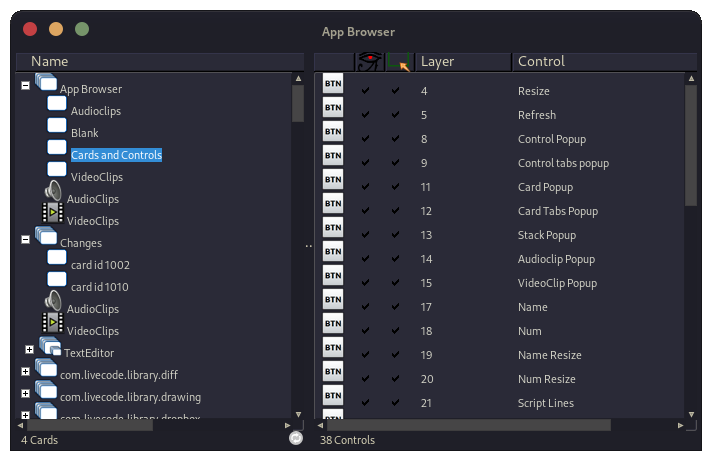 App Browser
Name
App Browser
Audioclips
Blank
Cards and Controls
VideoClips
AudioClips
VideoClips
Changes
card id 1002
card id 1010
AudioClips
VideoClips
TextEditor
com.livecode.library.diff
com.livecode.library.drawing
com.livecode.library.dropbox
4 Cards
Layer Control
BTN 4 Resize
BTN 5 Refresh
BTN 8 Control Popup
BTN 9 Control tabs popup
BTN 11 Card Popup
BTN 12 Card Tabs Popup
BTN 13 Stack Popup
BTN 14 Audioclip Popup
BTN 15 VideoClip Popup
BTN 17 Name
BTN 18 Num
BTN 19 Name Resize
BTN 20 Num Resize
BTN 21 Script Lines
BTN
38 Controls